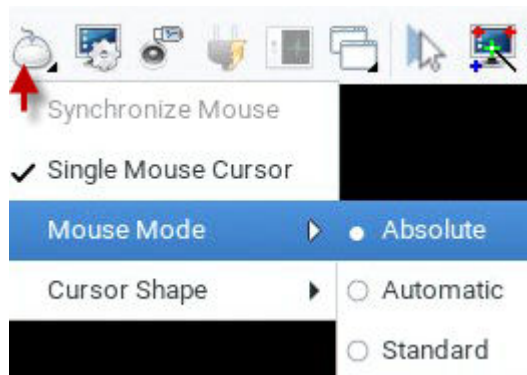 Synchronize Mouse
Single Mouse Cursor
Mouse Mode
Absolute
Cursor Shape
Automatic
Standard